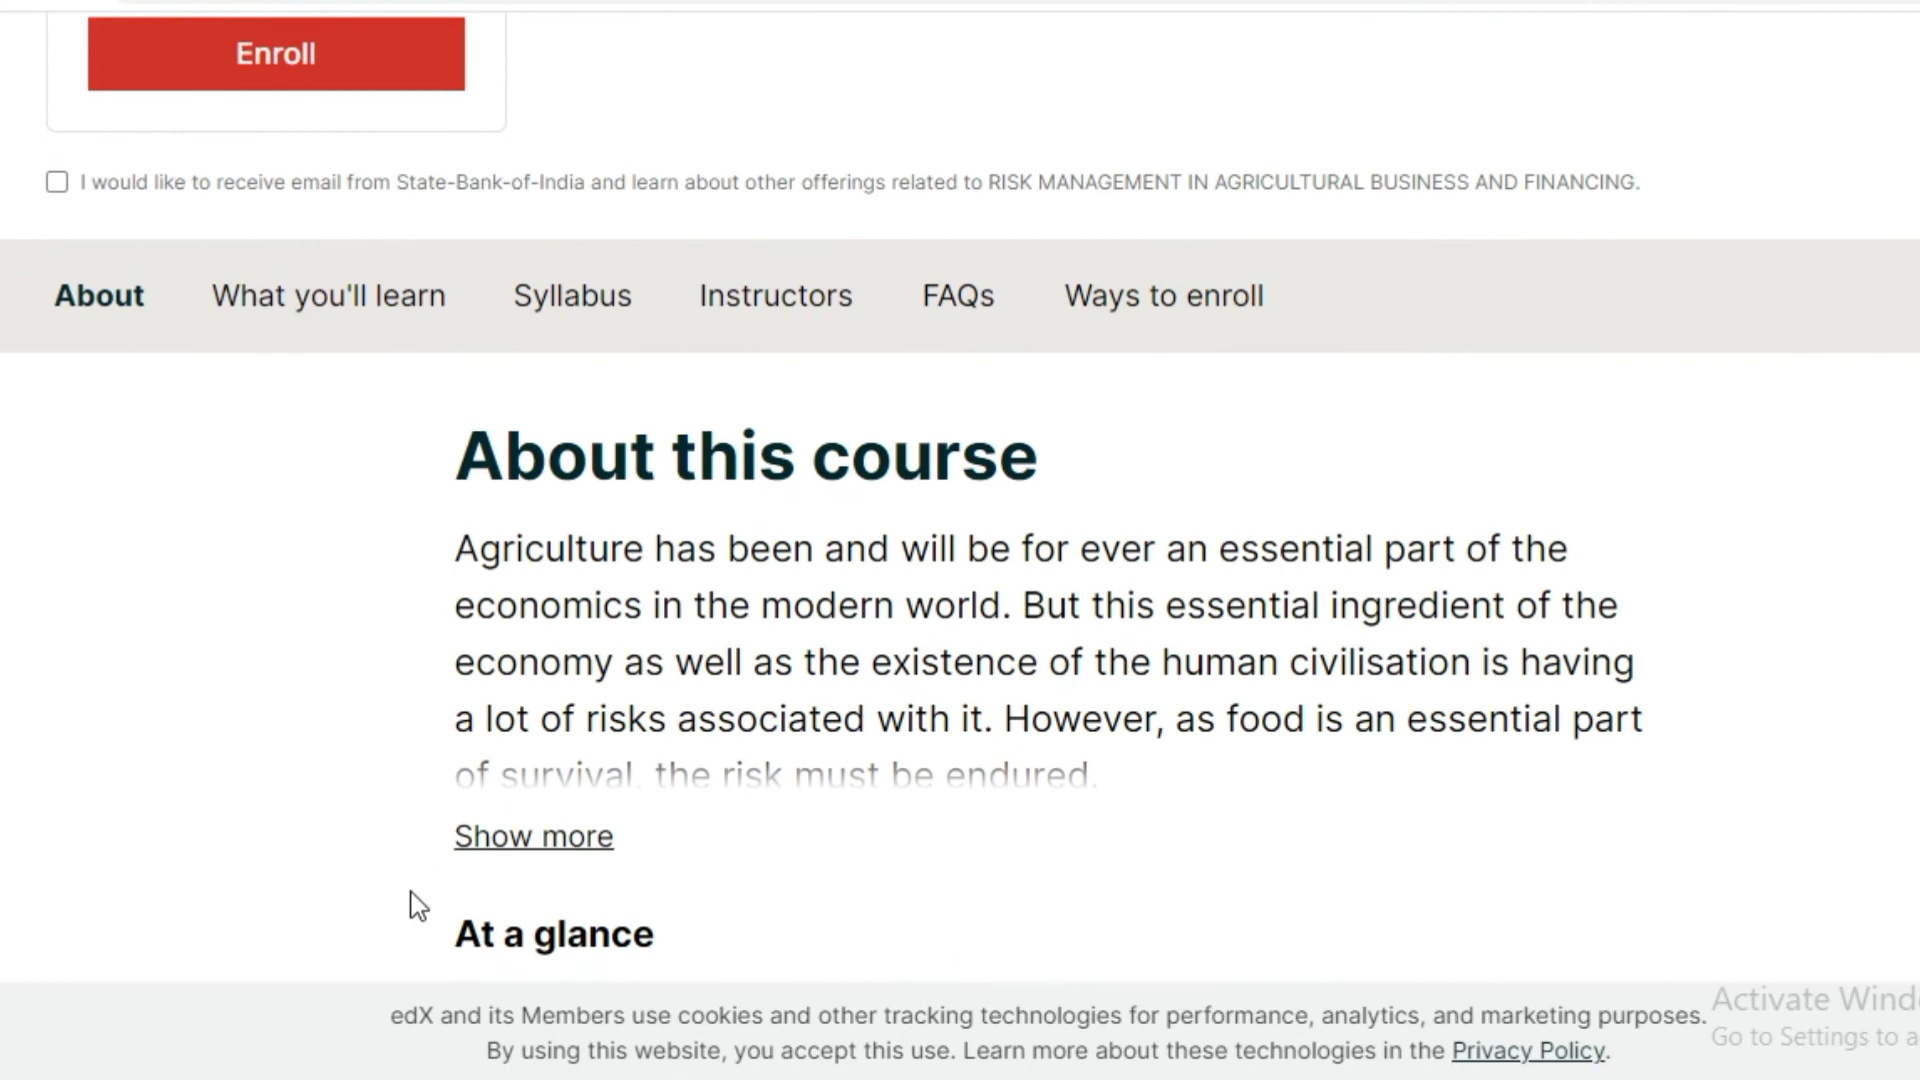 Enroll
I would like to receive email from State-Bank-of-India and learn about other offerings related to RISK MANAGEMENT IN AGRICULTURAL BUSINESS AND FINANCING.
About What you'll learn Syllabus Instructors FAQs Ways to enroll
About this course
Agriculture has been and will be for ever an essential part of the
economics in the modern world. But this essential ingredient of the
economy as well as the existence of the human civilisation is having
a lot of risks associated with it. However, as food is an essential part
of survival, the risk must be endured.
Show more
At a glance
edX and its Members use cookies and other tracking technologies for performance, analytics, and marketing purposes.
By using this website, you accept this use. Learn more about these technologies in the Privacy Policy.
Activate Wind
Go to Settings to a